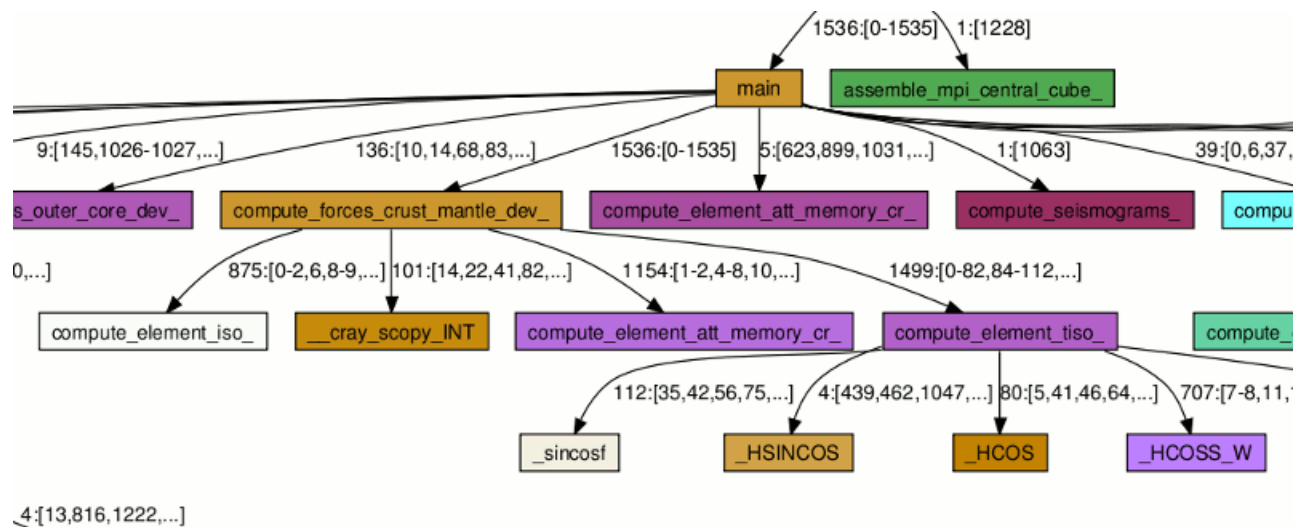 1536:[0-1535]
1:[1228]
main
assemble_mpi_central_cube_
9:[145,1026-1027,...]
136:[10,14,68,83,...]
1536:[0-1535]
5:[623,899,1031,...]
1:[1063]
39:[0,6,37,
s_outer_core_dev_
compute_forces_crust_mantle_dev_
compute_element_att_memory_cr_
compute_seismograms_
compu
0,...]
875:[0-2,6,8-9,...]
101:[14,22,41,82,...]
1154:[1-2,4-8,10,...]
1499:[0-82,84-112,...]
compute_element_iso_
__cray_scopy_INT
compute_element_att_memory_cr_
compute_element_tiso_
compute_
112:[35,42,56,75,...]
4:[439,462,1047,...]
80:[5,41,46,64,...]
707:[7-8,11,
_sincosf
_HSINCOS
_HCOS
_HCOSS_W
4:[13,816,1222,...]